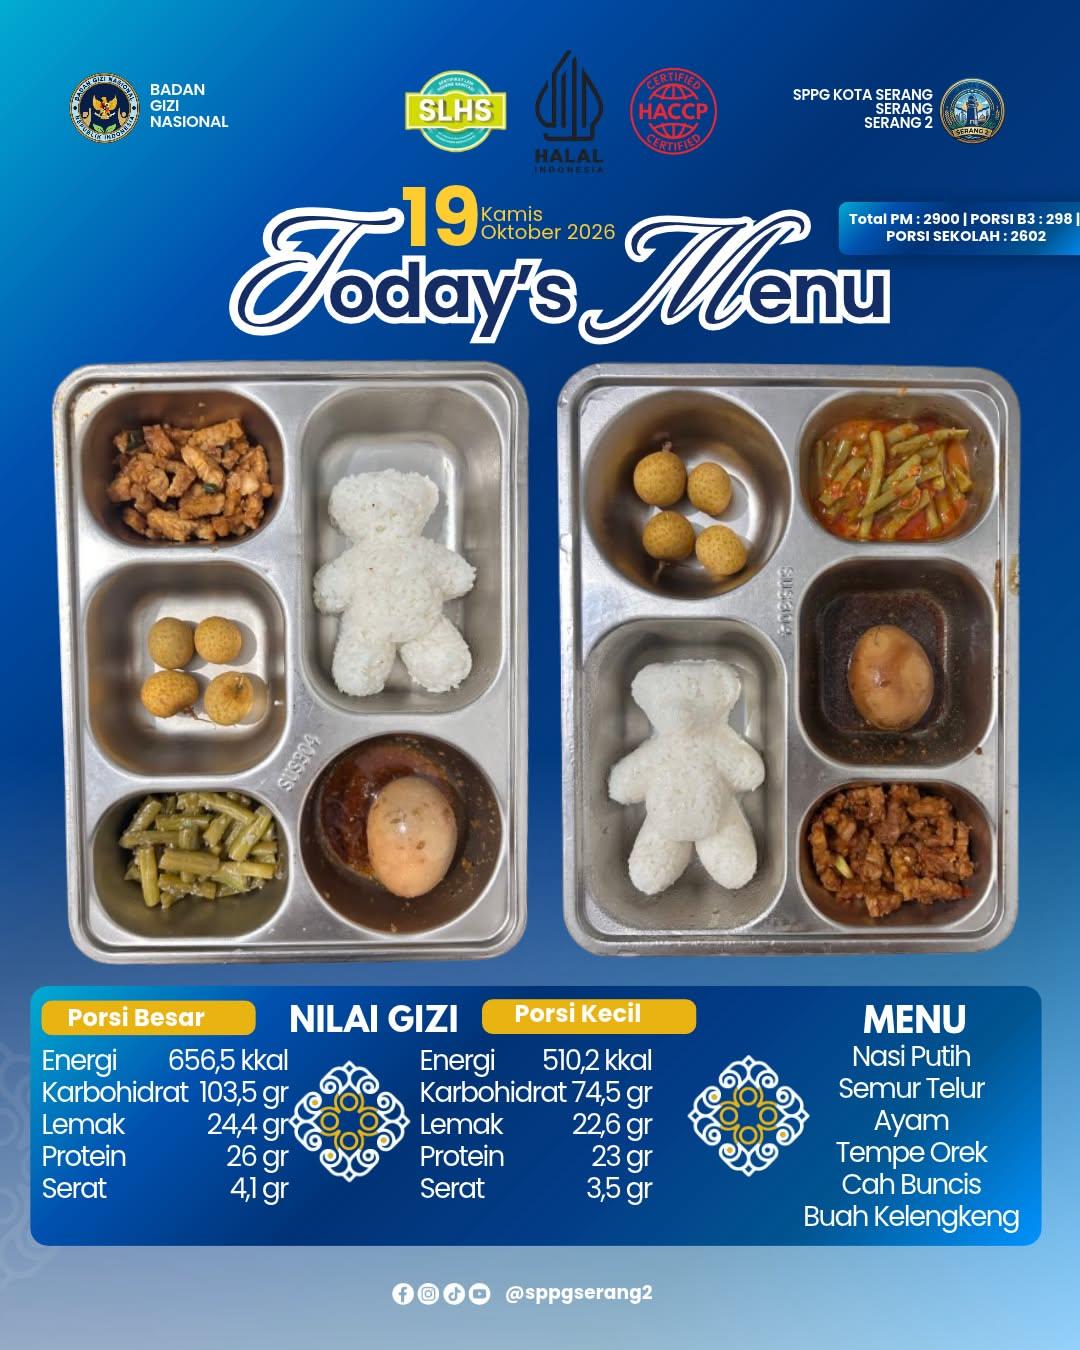 BADAN
GIZI
NASIONAL
SLHS
HALAL
INDONESIA
CERTIFIED
HACCP
CERTIFIED
SPPG KOTA SERANG
SERANG
SERANG 2
SERANG 2
19
Kamis
Oktober 2026
Today's Menu
Total PM : 2900 | PORSI B3 : 298 |
PORSI SEKOLAH : 2602
SUS304
SUS304
Porsi Besar
Energi 656,5 kkal
Karbohidrat 103,5 gr
Lemak 24,4 gr
Protein 26 gr
Serat 4,1 gr
NILAI GIZI
Porsi Kecil
Energi 510,2 kkal
Karbohidrat 74,5 gr
Lemak 22,6 gr
Protein 23 gr
Serat 3,5 gr
MENU
Nasi Putih
Semur Telur
Ayam
Tempe Orek
Cah Buncis
Buah Kelengkeng
@sppgserang2